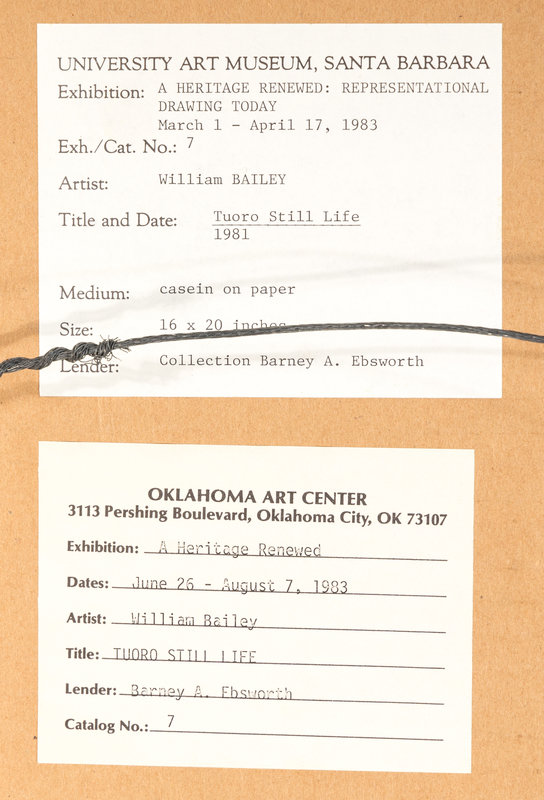 UNIVERSITY ART MUSEUM, SANTA BARBARA
Exhibition: A HERITAGE RENEWED: REPRESENTATIONAL
DRAWING TODAY
March 1 - April 17, 1983
Exh./Cat. No.: 7
Artist: William BAILEY
Title and Date: Tuoro Still Life
1981
Medium: casein on paper
Size: 16 x 20 inches
Lender: Collection Barney A. Ebsworth
OKLAHOMA ART CENTER
3113 Pershing Boulevard, Oklahoma City, OK 73107
Exhibition: A Heritage Renewed
Dates: June 26 - August 7, 1983
Artist: William Bailey
Title: TUORO STILL LIFE
Lender: Barney A. Ebsworth
Catalog No.: 7